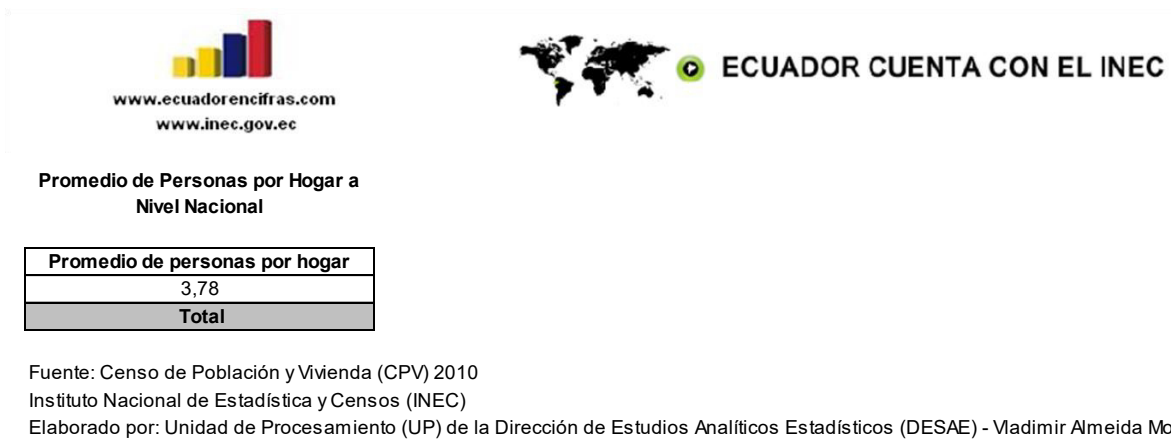 www.ecuadorencifras.com
www.inec.gov.ec
ECUADOR CUENTA CON EL INEC
Promedio de Personas por Hogar a
Nivel Nacional
Promedio de personas por hogar
3,78
Total
Fuente: Censo de Población y Vivienda (CPV) 2010
Instituto Nacional de Estadística y Censos (INEC)
Elaborado por: Unidad de Procesamiento (UP) de la Dirección de Estudios Analíticos Estadísticos (DESAE) - Vladimir Almeida